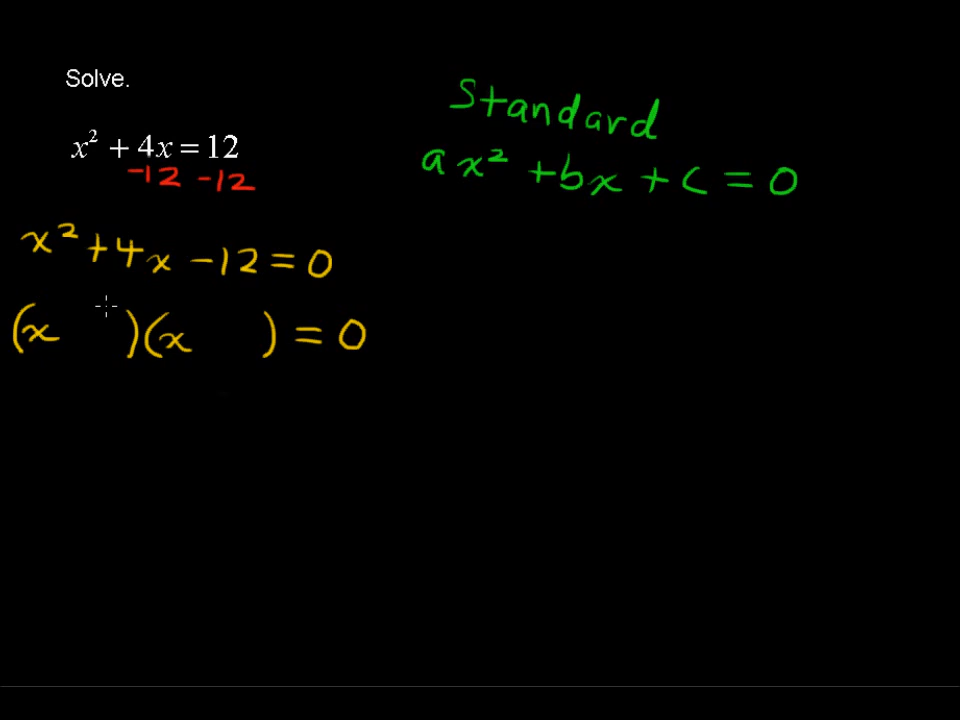 Solve.
x² + 4x = 12
-12 -12
Standard
ax² + bx + c = 0
x² + 4x - 12 = 0
(x )(x ) = 0